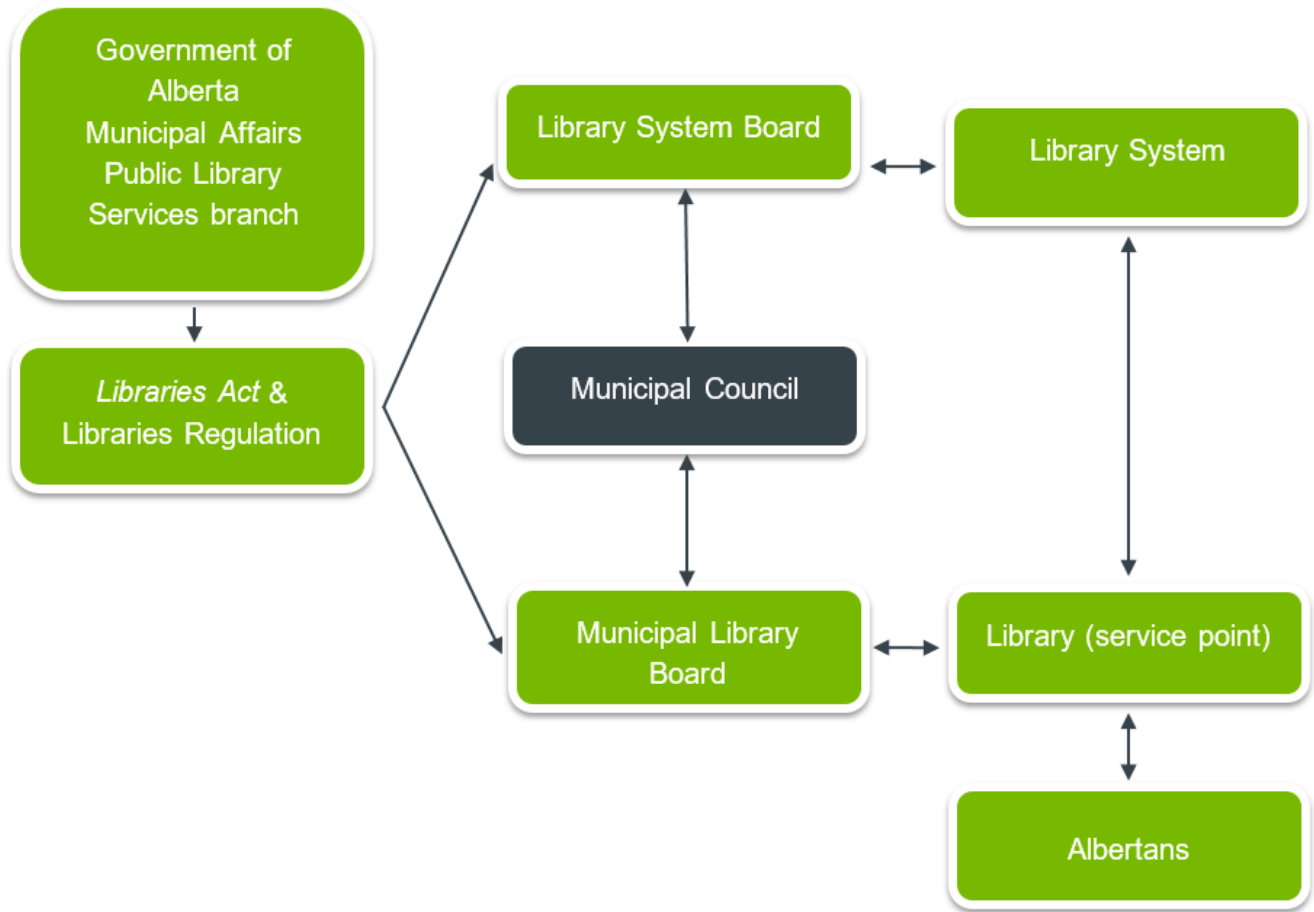 Government of
Alberta
Municipal Affairs
Public Library
Services branch
Libraries Act &
Libraries Regulation
Library System Board
Municipal Council
Municipal Library
Board
Library System
Library (service point)
Albertans